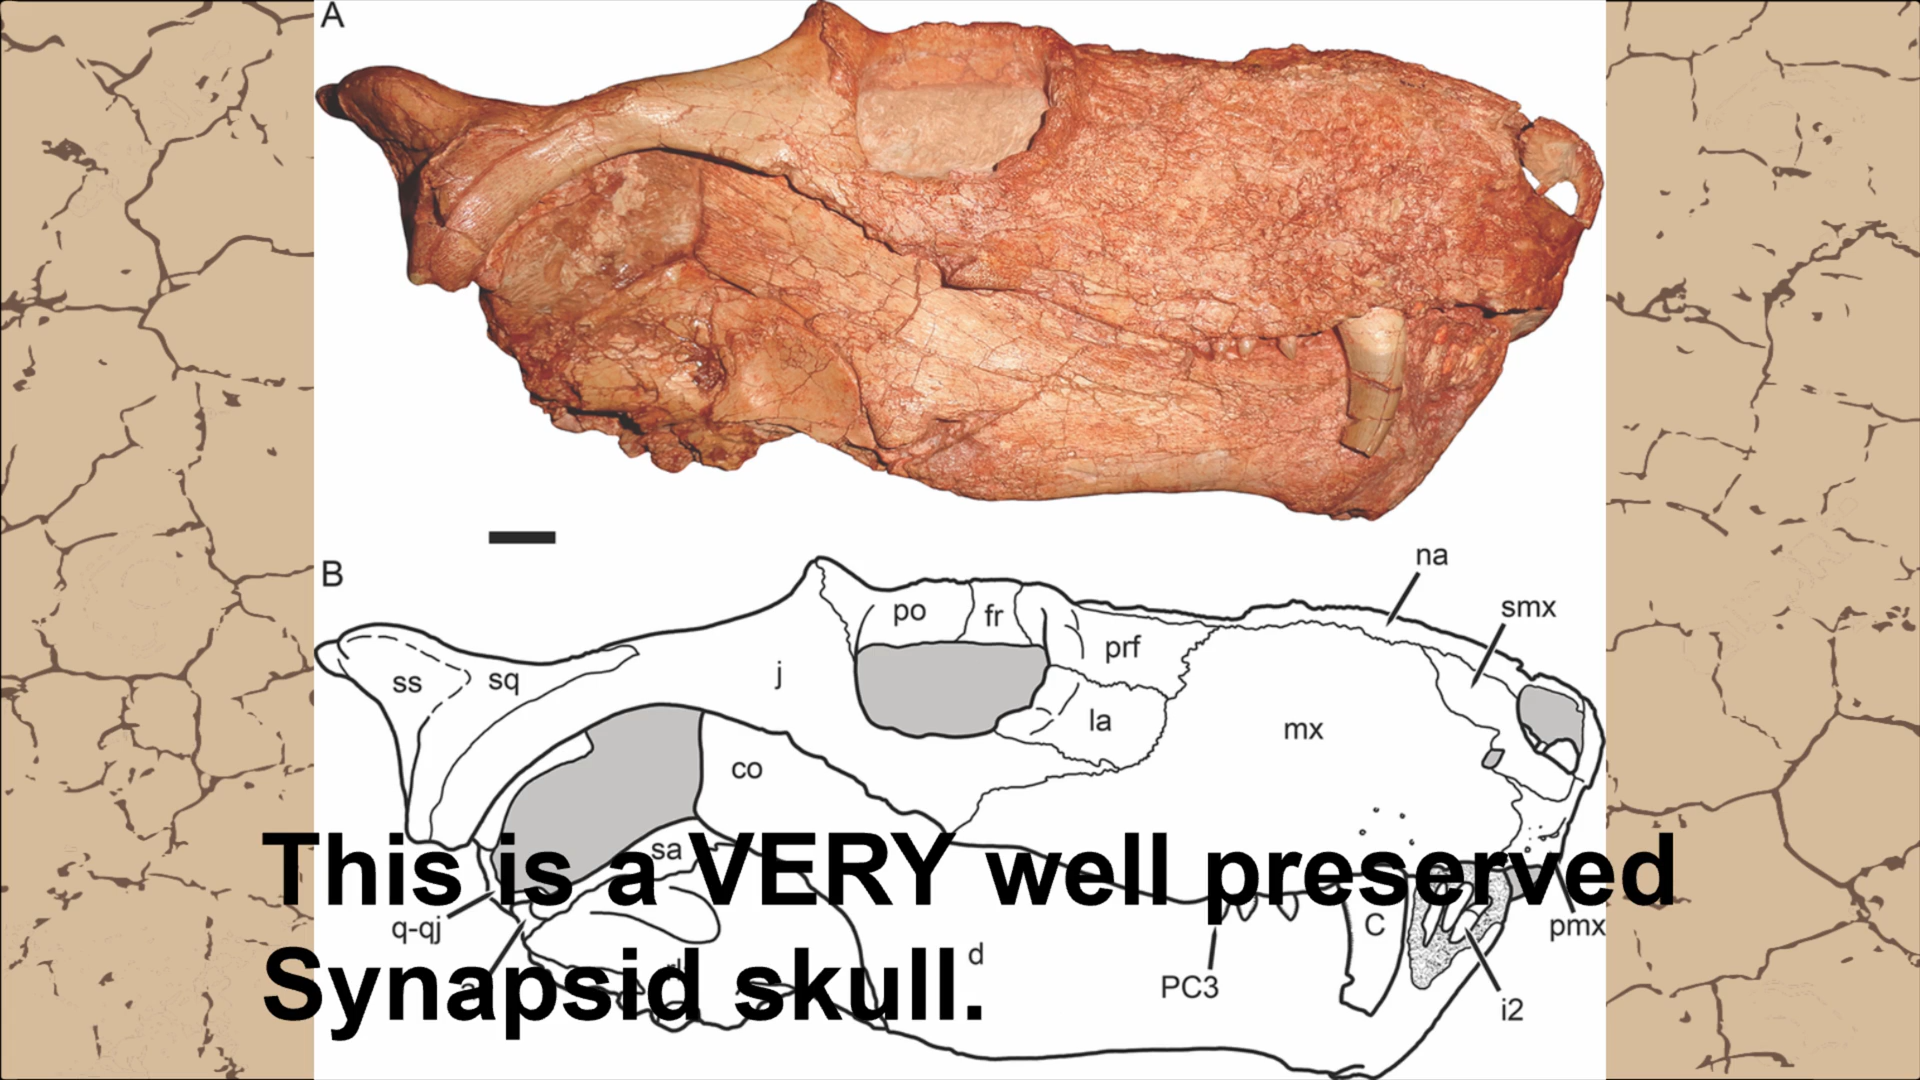 A
B
na
smx
po
fr
prf
ss
sq
j
la
mx
co
sa
This is a VERY well preserved
q-qj
C
pmx
d
Synapsid skull.
PC3
i2